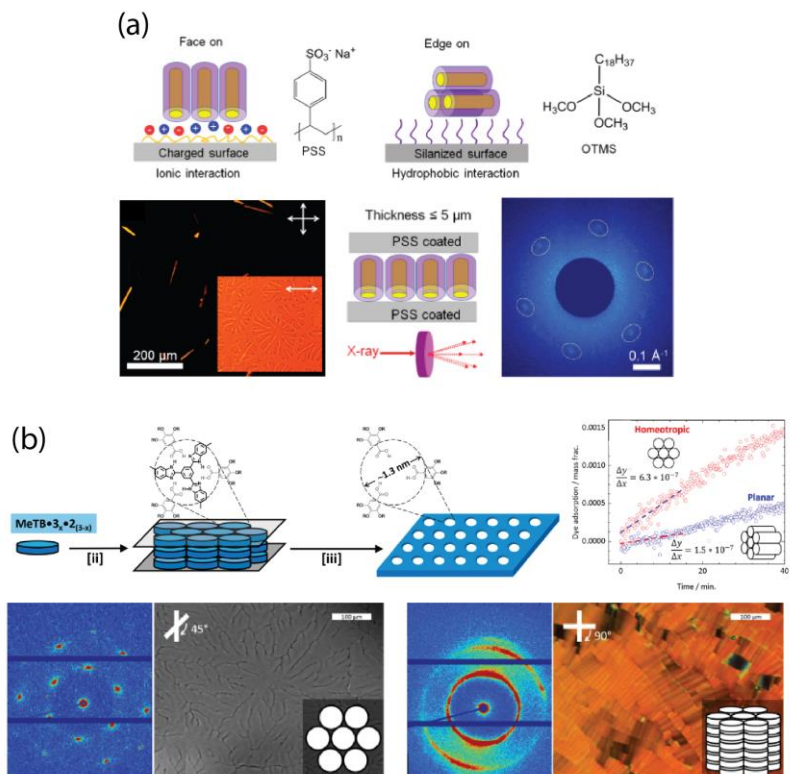 (a)
Face on
SO₃⁻ Na⁺
n
PSS
Charged surface
Ionic interaction
Edge on
C₁₈H₃₇
Si
H₃CO
OCH₃
OCH₃
OTMS
Silanized surface
Hydrophobic interaction
200 µm
Thickness ≤ 5 µm
PSS coated
PSS coated
X-ray
0.1 Å⁻¹
(b)
MeTB•3ₓ•2(3-x)
[ii]
~1.3 nm
[iii]
Dye adsorption / mass frac.
0.0015
0.0010
0.0005
0.0000
Homeotropic
Δy/Δx = 6.3 * 10⁻⁷
Planar
Δy/Δx = 1.5 * 10⁻⁷
0
20
40
Time / min.
45°
100 µm
90°
100 µm